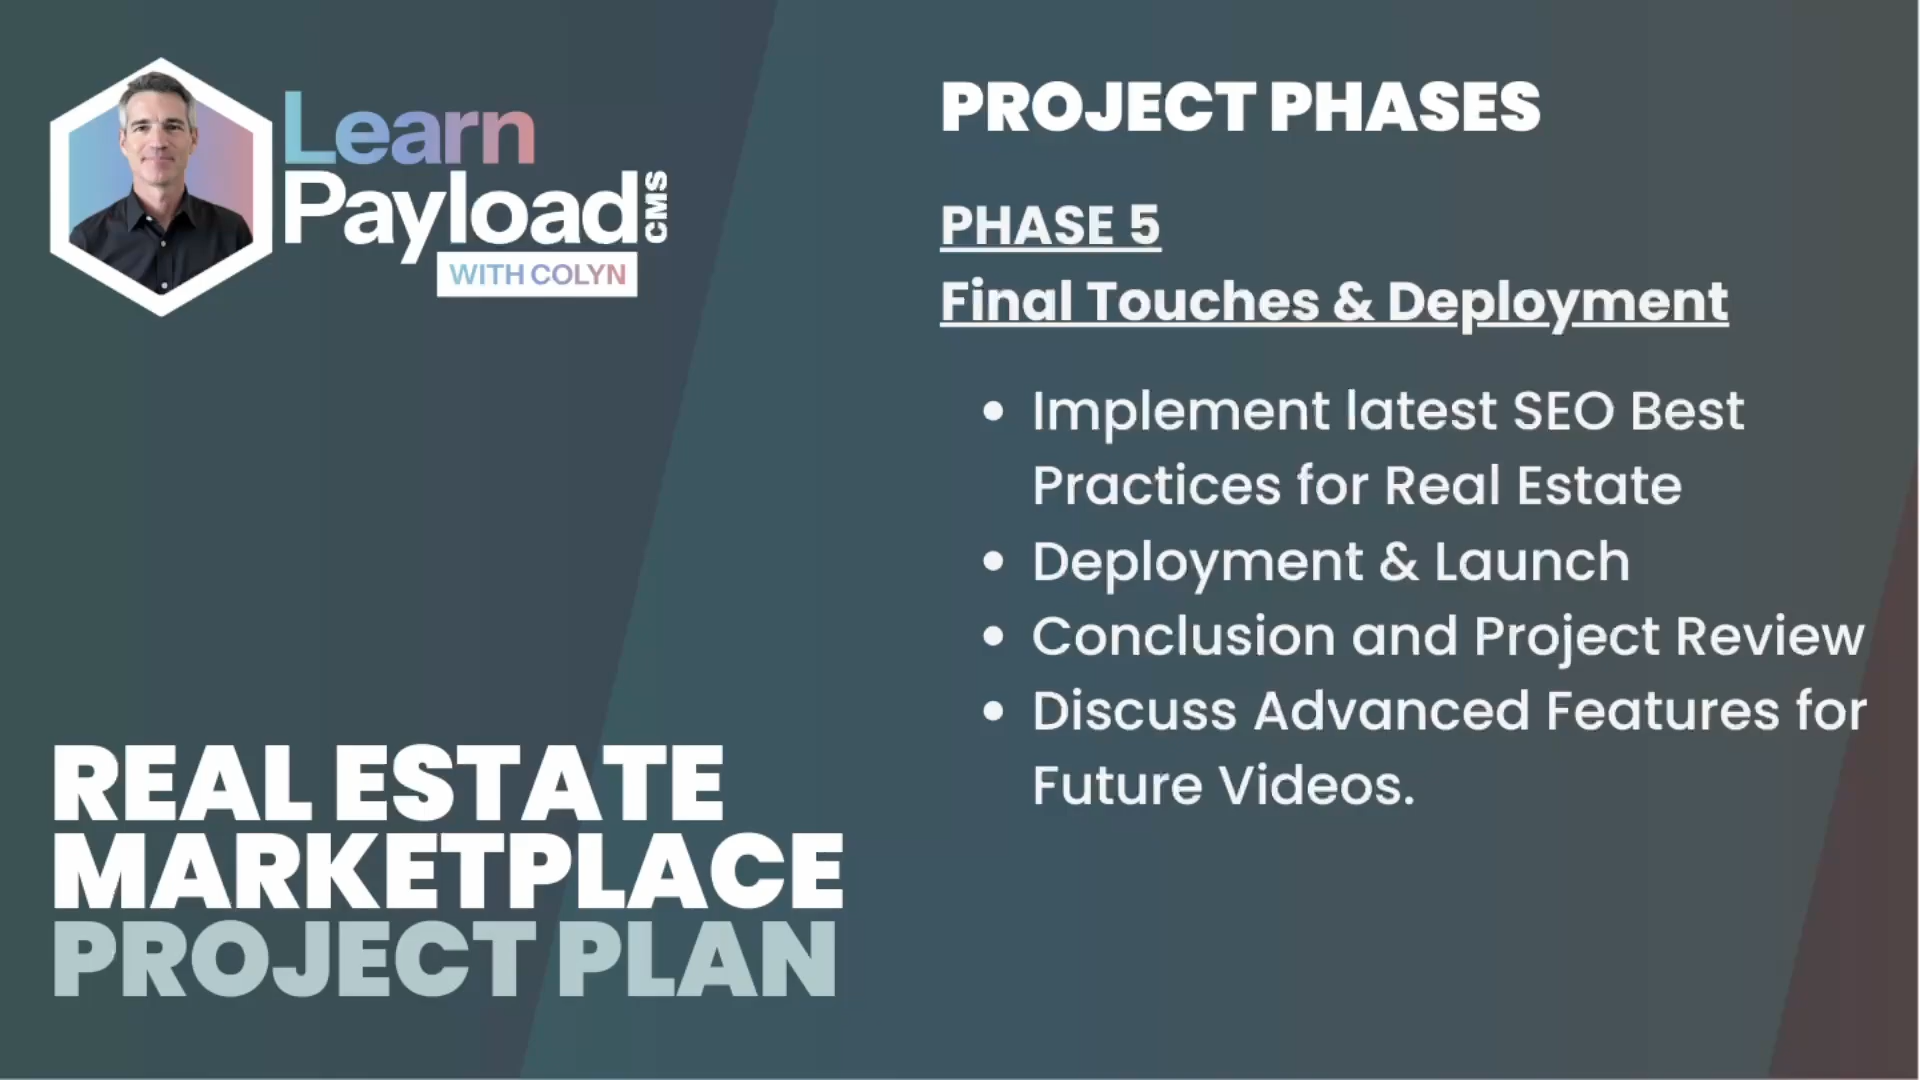 Learn
Payload
CMS
WITH COLYN
REAL ESTATE
MARKETPLACE
PROJECT PLAN
PROJECT PHASES
PHASE 5
Final Touches & Deployment
• Implement latest SEO Best
Practices for Real Estate
• Deployment & Launch
• Conclusion and Project Review
• Discuss Advanced Features for
Future Videos.